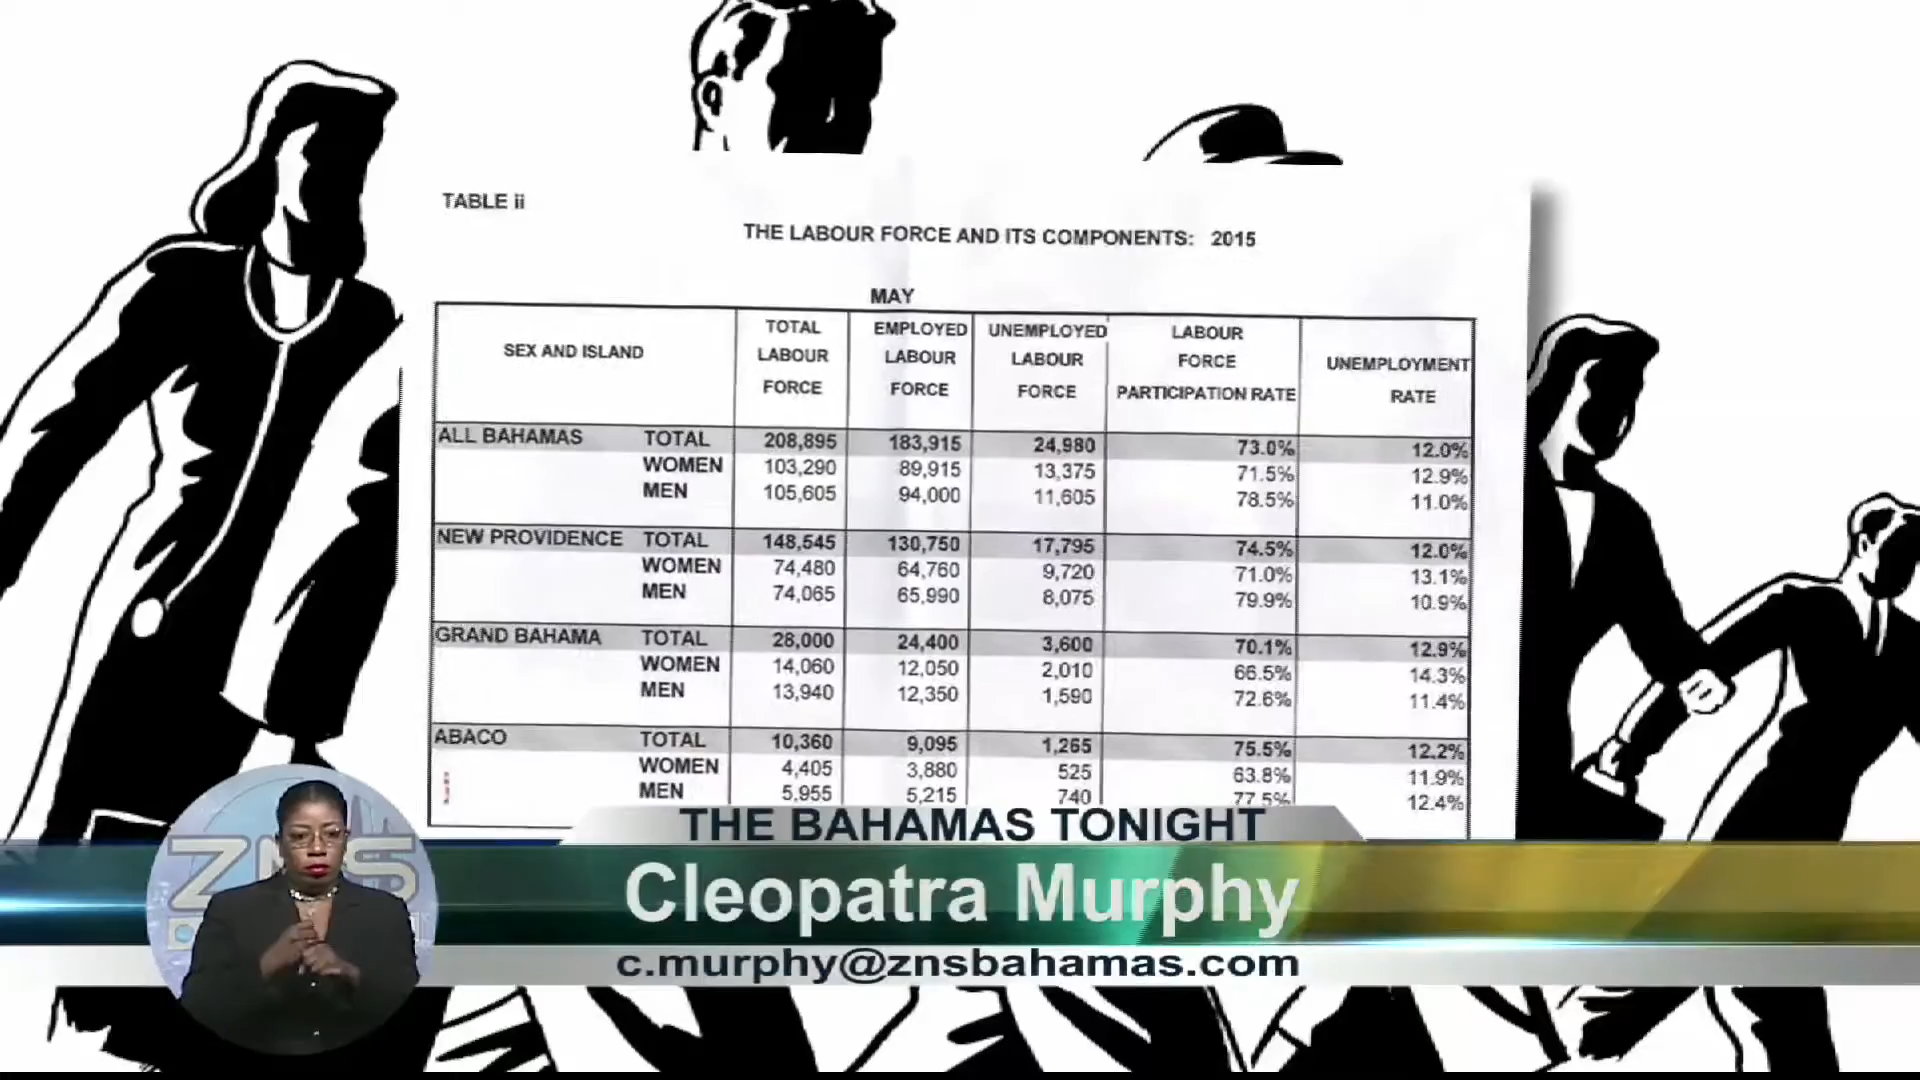 TABLE ii
THE LABOUR FORCE AND ITS COMPONENTS: 2015
MAY
SEX AND ISLAND TOTAL LABOUR FORCE EMPLOYED LABOUR FORCE UNEMPLOYED LABOUR FORCE LABOUR FORCE PARTICIPATION RATE UNEMPLOYMENT RATE
ALL BAHAMAS TOTAL 208,895 183,915 24,980 73.0% 12.0%
WOMEN 103,290 89,915 13,375 71.5% 12.9%
MEN 105,605 94,000 11,605 78.5% 11.0%
NEW PROVIDENCE TOTAL 148,545 130,750 17,795 74.5% 12.0%
WOMEN 74,480 64,760 9,720 71.0% 13.1%
MEN 74,065 65,990 8,075 79.9% 10.9%
GRAND BAHAMA TOTAL 28,000 24,400 3,600 70.1% 12.9%
WOMEN 14,060 12,050 2,010 66.5% 14.3%
MEN 13,940 12,350 1,590 72.6% 11.4%
ABACO TOTAL 10,360 9,095 1,265 75.5% 12.2%
WOMEN 4,405 3,880 525 63.8% 11.9%
MEN 5,955 5,215 740 77.5% 12.4%
THE BAHAMAS TONIGHT
Cleopatra Murphy
c.murphy@znsbahamas.com
ZNS